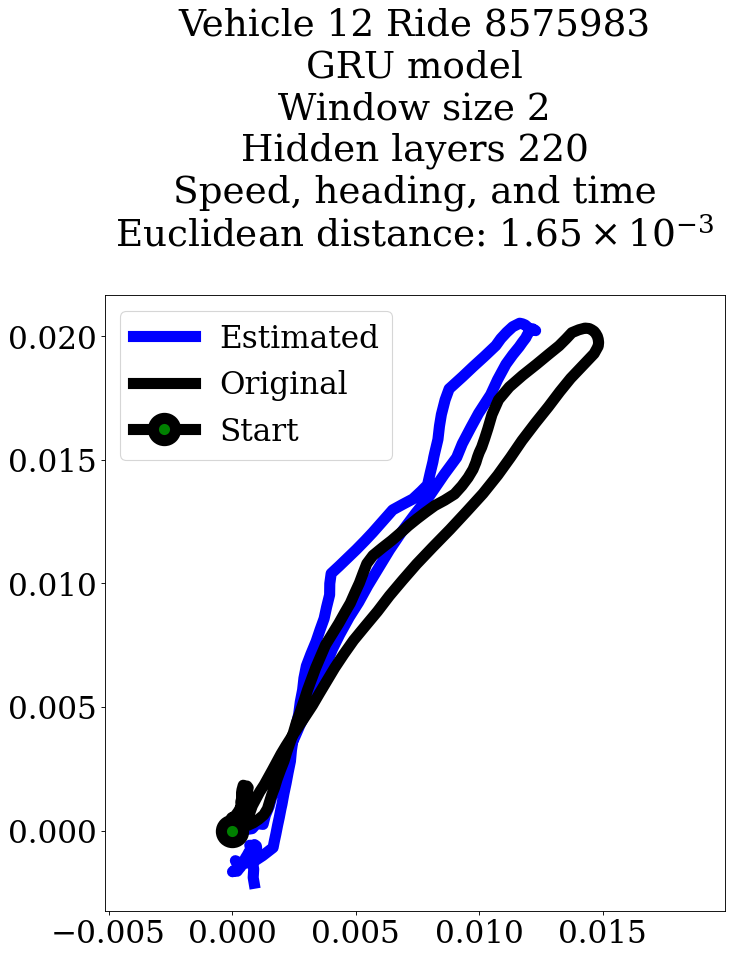 Vehicle 12 Ride 8575983
GRU model
Window size 2
Hidden layers 220
Speed, heading, and time
Euclidean distance: 1.65 × 10⁻³
Estimated
Original
Start
0.020
0.015
0.010
0.005
0.000
−0.005 0.000 0.005 0.010 0.015